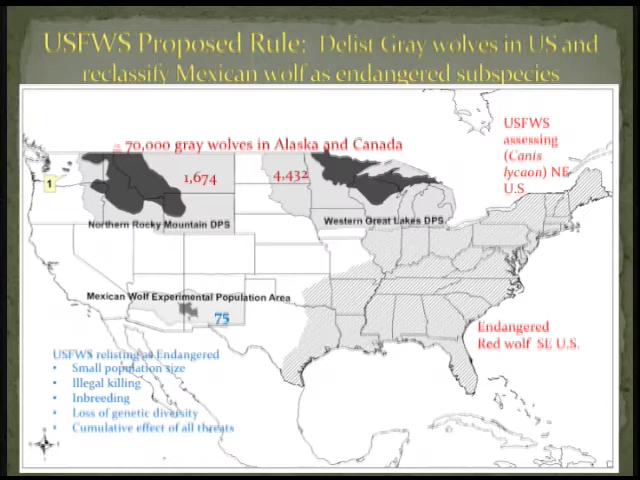 USFWS Proposed Rule: Delist Gray wolves in US and
reclassify Mexican wolf as endangered subspecies
70,000 gray wolves in Alaska and Canada
USFWS
assessing
(Canis
lycaon) NE
U.S.
1
1,674
4,432
Northern Rocky Mountain DPS
Western Great Lakes DPS
Mexican Wolf Experimental Population Area
75
Endangered
Red wolf SE U.S.
USFWS relisting as Endangered
• Small population size
• Illegal killing
• Inbreeding
• Loss of genetic diversity
• Cumulative effect of all threats